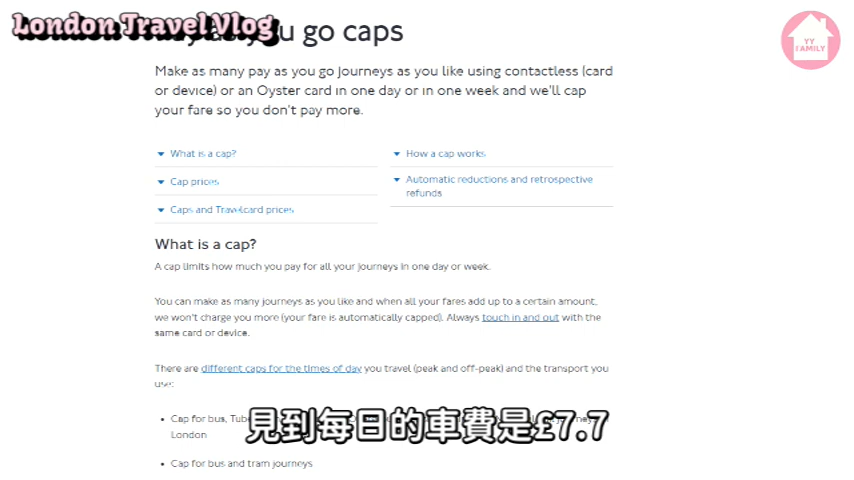 London Travel Vlog
you go caps
YY
FAMILY
Make as many pay as you go journeys as you like using contactless (card
or device) or an Oyster card in one day or in one week and we'll cap
your fare so you don't pay more.
What is a cap?
How a cap works
Cap prices
Automatic reductions and retrospective
refunds
Caps and Travelcard prices
What is a cap?
A cap limits how much you pay for all your journeys in one day or week.
You can make as many journeys as you like and when all your fares add up to a certain amount,
we won't charge you more (your fare is automatically capped). Always touch in and out with the
same card or device.
There are different caps for the times of day you travel (peak and off-peak) and the transport you
use:
Cap for bus,
London
見到每日的車費是£7.7
Cap for bus and tram journeys